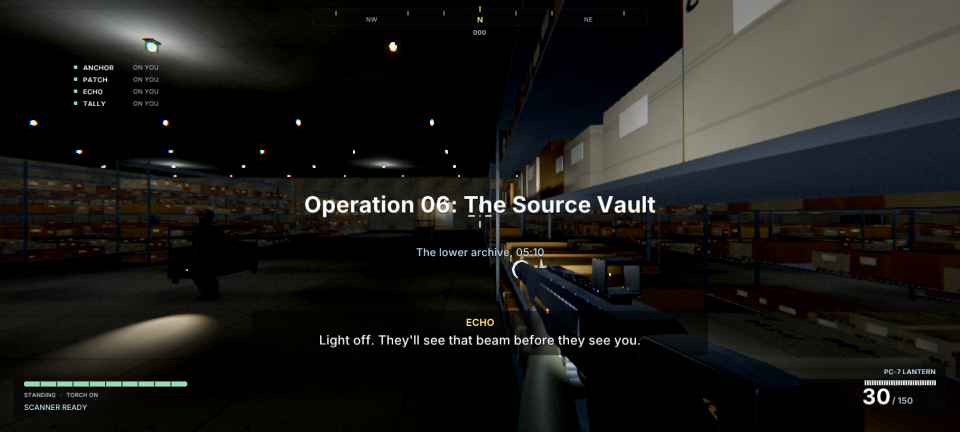 NW
N
NE
000
ANCHOR ON YOU
PATCH ON YOU
ECHO ON YOU
TALLY ON YOU
Operation 06: The Source Vault
The lower archive, 05:10
ECHO
Light off. They'll see that beam before they see you.
STANDING · TORCH ON
SCANNER READY
PC-7 LANTERN
30 / 150